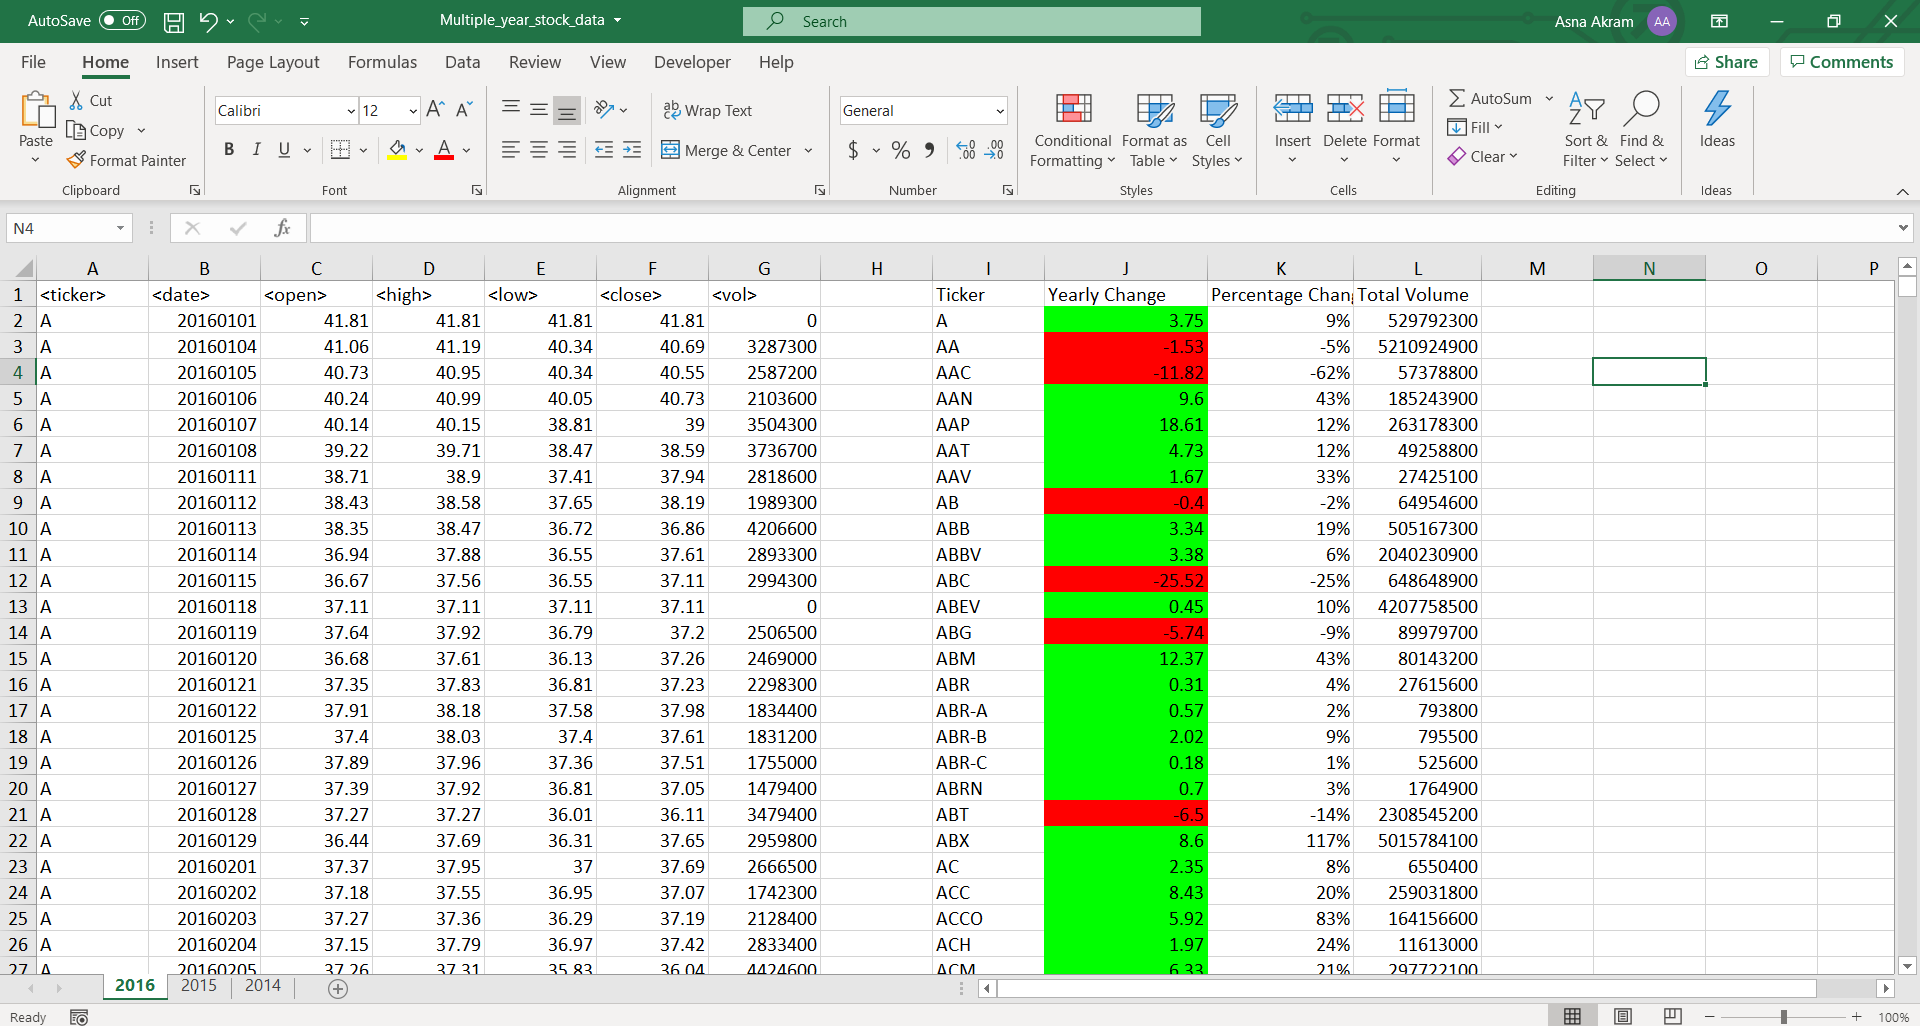 AutoSave Off Multiple_year_stock_data Search Asna Akram AA
File Home Insert Page Layout Formulas Data Review View Developer Help Share Comments
Paste Cut Copy Format Painter Clipboard
Calibri 12 A A B I U A Font
ab Wrap Text Merge & Center Alignment
General $ % 9 .00 .00 Number
Conditional Formatting Format as Table Cell Styles Styles
Insert Delete Format Cells
AutoSum Fill Clear Sort & Filter Find & Select Editing
Ideas Ideas
N4 fx
A B C D E F G H I J K L M N O P
1 <ticker> <date> <open> <high> <low> <close> <vol> Ticker Yearly Change Percentage Chan Total Volume
2 A 20160101 41.81 41.81 41.81 41.81 0 A 3.75 9% 529792300
3 A 20160104 41.06 41.19 40.34 40.69 3287300 AA -1.53 -5% 5210924900
4 A 20160105 40.73 40.95 40.34 40.55 2587200 AAC -11.82 -62% 57378800
5 A 20160106 40.24 40.99 40.05 40.73 2103600 AAN 9.6 43% 185243900
6 A 20160107 40.14 40.15 38.81 39 3504300 AAP 18.61 12% 263178300
7 A 20160108 39.22 39.71 38.47 38.59 3736700 AAT 4.73 12% 49258800
8 A 20160111 38.71 38.9 37.41 37.94 2818600 AAV 1.67 33% 27425100
9 A 20160112 38.43 38.58 37.65 38.19 1989300 AB -0.4 -2% 64954600
10 A 20160113 38.35 38.47 36.72 36.86 4206600 ABB 3.34 19% 505167300
11 A 20160114 36.94 37.88 36.55 37.61 2893300 ABBV 3.38 6% 2040230900
12 A 20160115 36.67 37.56 36.55 37.11 2994300 ABC -25.52 -25% 648648900
13 A 20160118 37.11 37.11 37.11 37.11 0 ABEV 0.45 10% 4207758500
14 A 20160119 37.64 37.92 36.79 37.2 2506500 ABG -5.74 -9% 89979700
15 A 20160120 36.68 37.61 36.13 37.26 2469000 ABM 12.37 43% 80143200
16 A 20160121 37.35 37.83 36.81 37.23 2298300 ABR 0.31 4% 27615600
17 A 20160122 37.91 38.18 37.58 37.98 1834400 ABR-A 0.57 2% 793800
18 A 20160125 37.4 38.03 37.4 37.61 1831200 ABR-B 2.02 9% 795500
19 A 20160126 37.89 37.96 37.36 37.51 1755000 ABR-C 0.18 1% 525600
20 A 20160127 37.39 37.92 36.81 37.05 1479400 ABRN 0.7 3% 1764900
21 A 20160128 37.27 37.27 36.01 36.11 3479400 ABT -6.5 -14% 2308545200
22 A 20160129 36.44 37.69 36.31 37.65 2959800 ABX 8.6 117% 5015784100
23 A 20160201 37.37 37.95 37 37.69 2666500 AC 2.35 8% 6550400
24 A 20160202 37.18 37.55 36.95 37.07 1742300 ACC 8.43 20% 259031800
25 A 20160203 37.27 37.36 36.29 37.19 2128400 ACCO 5.92 83% 164156600
26 A 20160204 37.15 37.79 36.97 37.42 2833400 ACH 1.97 24% 11613000
27 A 20160205 37.26 37.31 35.83 36.04 4424600 ACM 6.33 21% 297722100
2016 2015 2014
Ready 100%